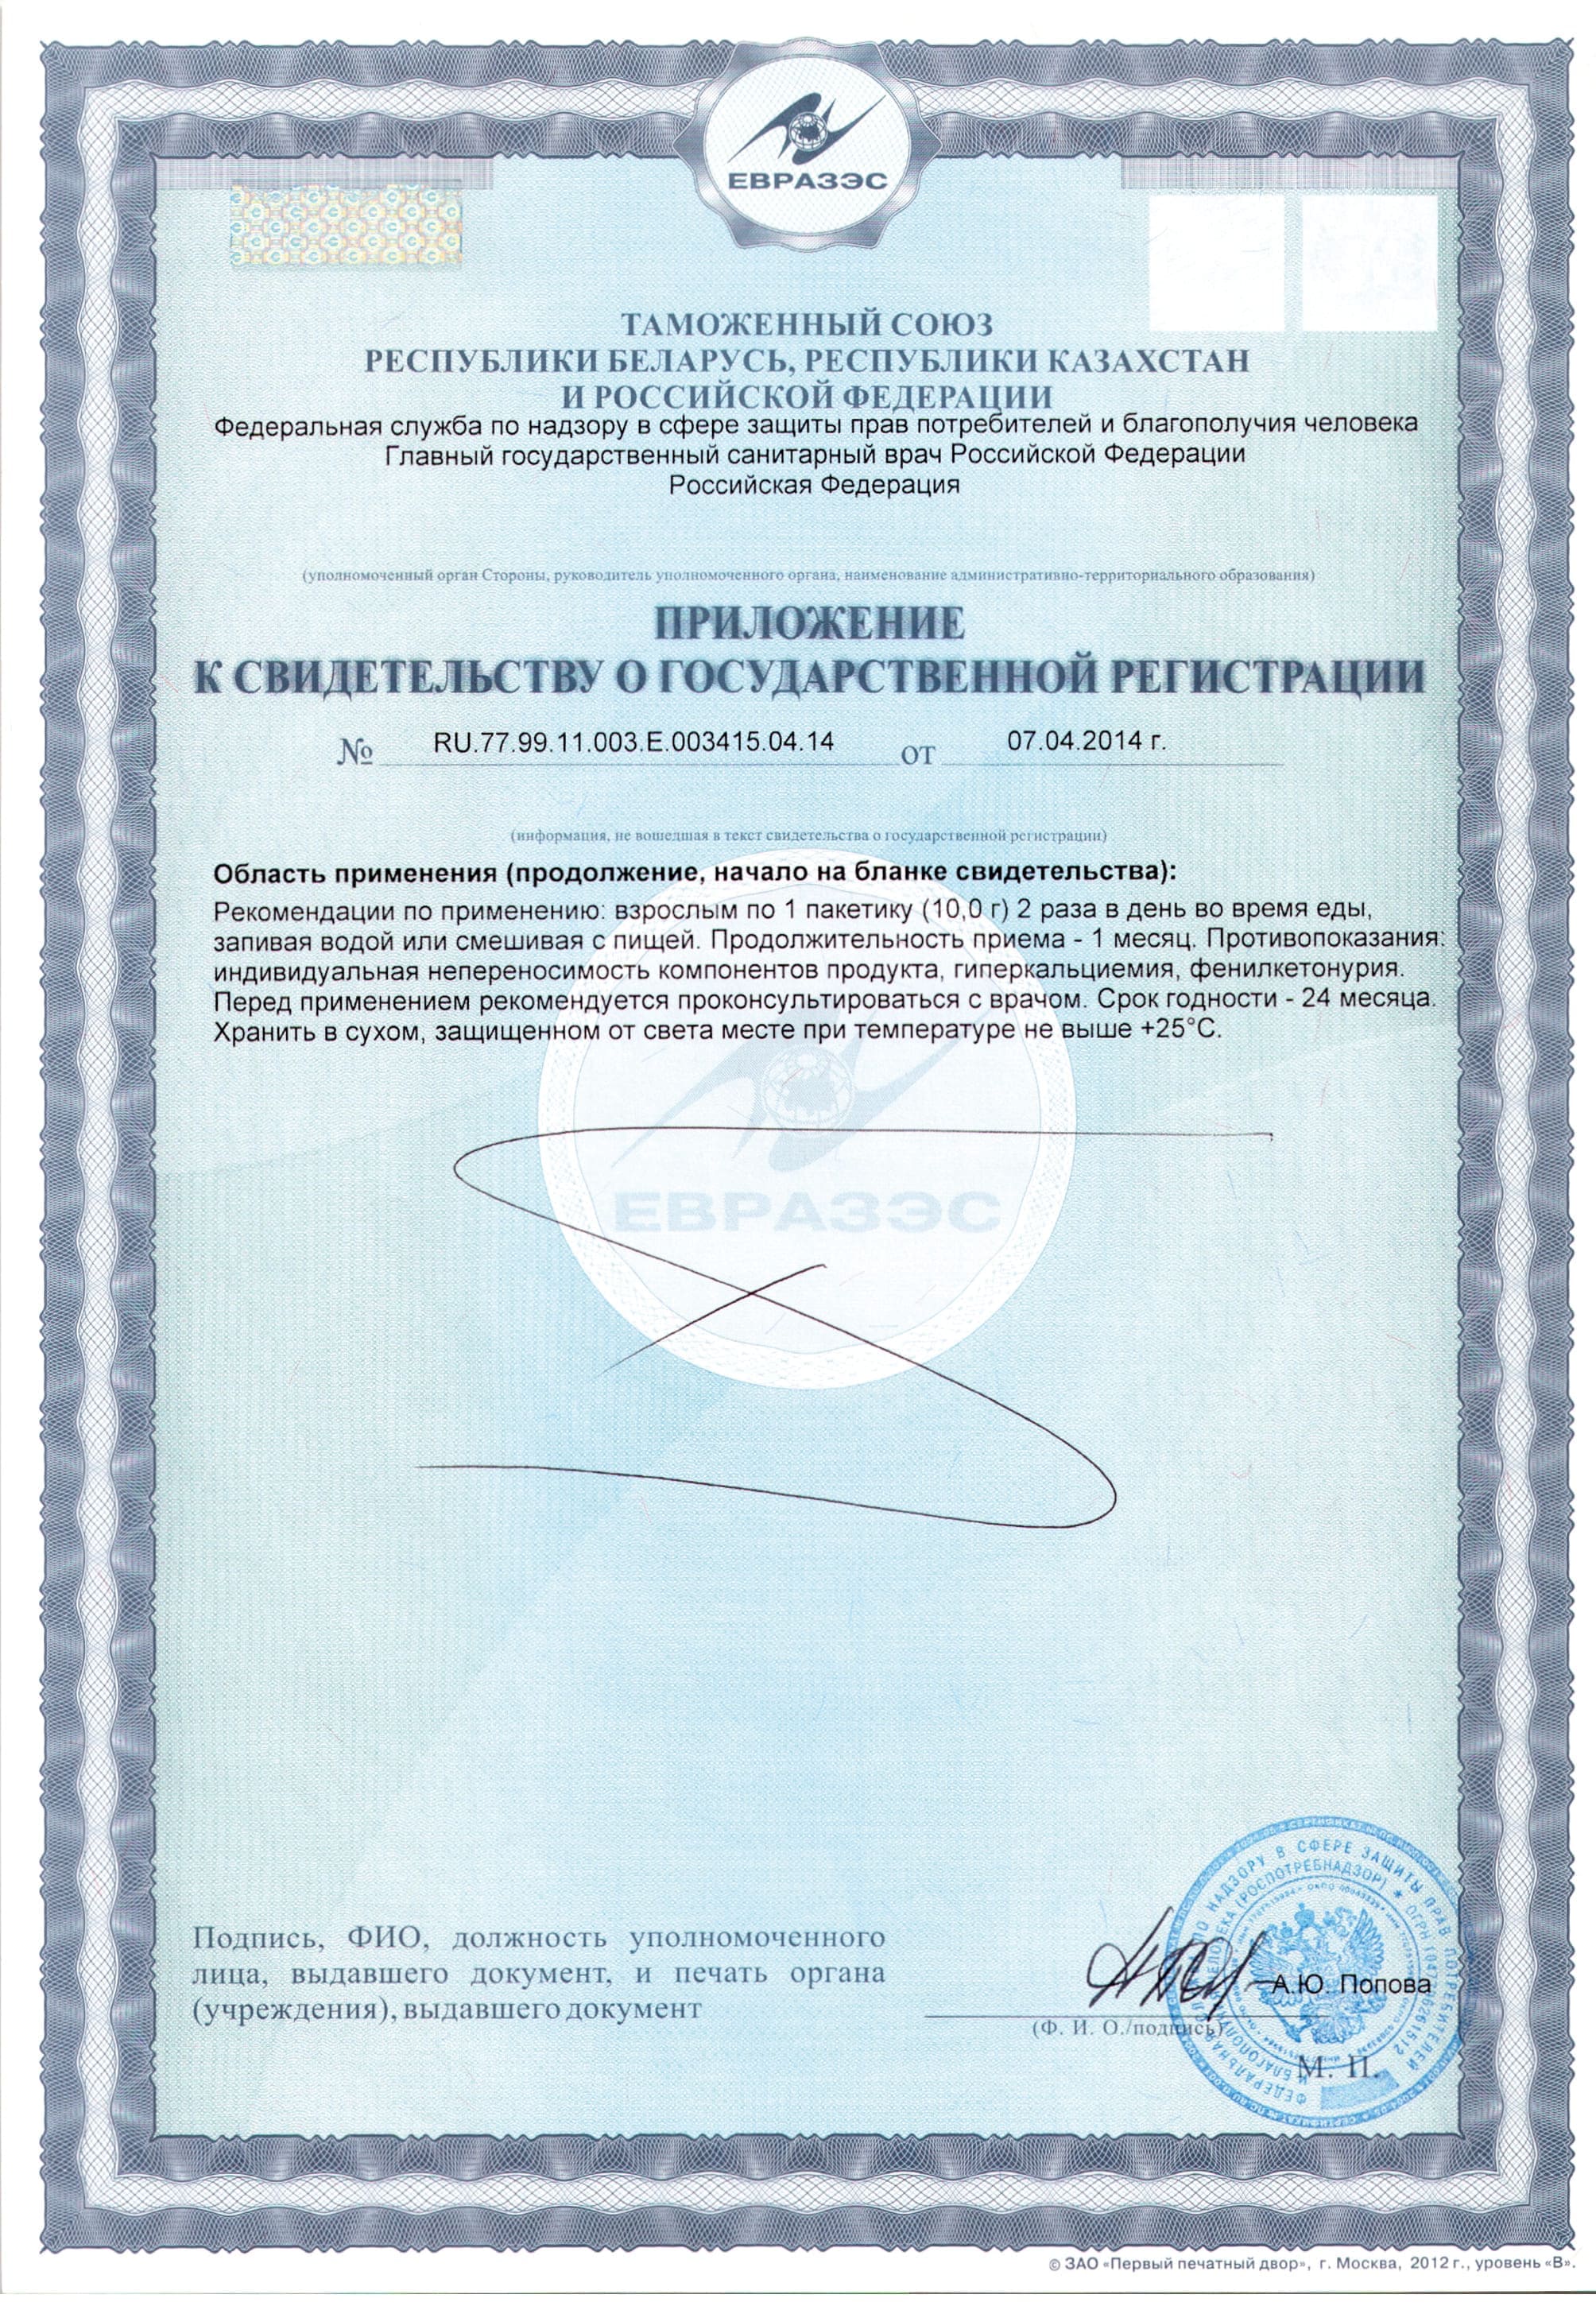 ЕВРАЗЭС
ТАМОЖЕННЫЙ СОЮЗ
РЕСПУБЛИКИ БЕЛАРУСЬ, РЕСПУБЛИКИ КАЗАХСТАН
И РОССИЙСКОЙ ФЕДЕРАЦИИ
Федеральная служба по надзору в сфере защиты прав потребителей и благополучия человека
Главный государственный санитарный врач Российской Федерации
Российская Федерация
(уполномоченный орган Стороны, руководитель уполномоченного органа, наименование административно-территориального образования)
ПРИЛОЖЕНИЕ
К СВИДЕТЕЛЬСТВУ О ГОСУДАРСТВЕННОЙ РЕГИСТРАЦИИ
№ RU.77.99.11.003.Е.003415.04.14 от 07.04.2014 г.
(информация, не вошедшая в текст свидетельства о государственной регистрации)
Область применения (продолжение, начало на бланке свидетельства):
Рекомендации по применению: взрослым по 1 пакетику (10,0 г) 2 раза в день во время еды,
запивая водой или смешивая с пищей. Продолжительность приема - 1 месяц. Противопоказания:
индивидуальная непереносимость компонентов продукта, гиперкальциемия, фенилкетонурия.
Перед применением рекомендуется проконсультироваться с врачом. Срок годности - 24 месяца.
Хранить в сухом, защищенном от света месте при температуре не выше +25°С.
ЕВРАЗЭС
Подпись, ФИО, должность уполномоченного
лица, выдавшего документ, и печать органа
(учреждения), выдавшего документ
А.Ю. Попова
(Ф. И. О./подпись)
М. П.
ПО НАДЗОРУ В СФЕРЕ ЗАЩИТЫ ПРАВ ПОТРЕБИТЕЛЕЙ
(РОСПОТРЕБНАДЗОР)
© ЗАО «Первый печатный двор», г. Москва, 2012 г., уровень «В».